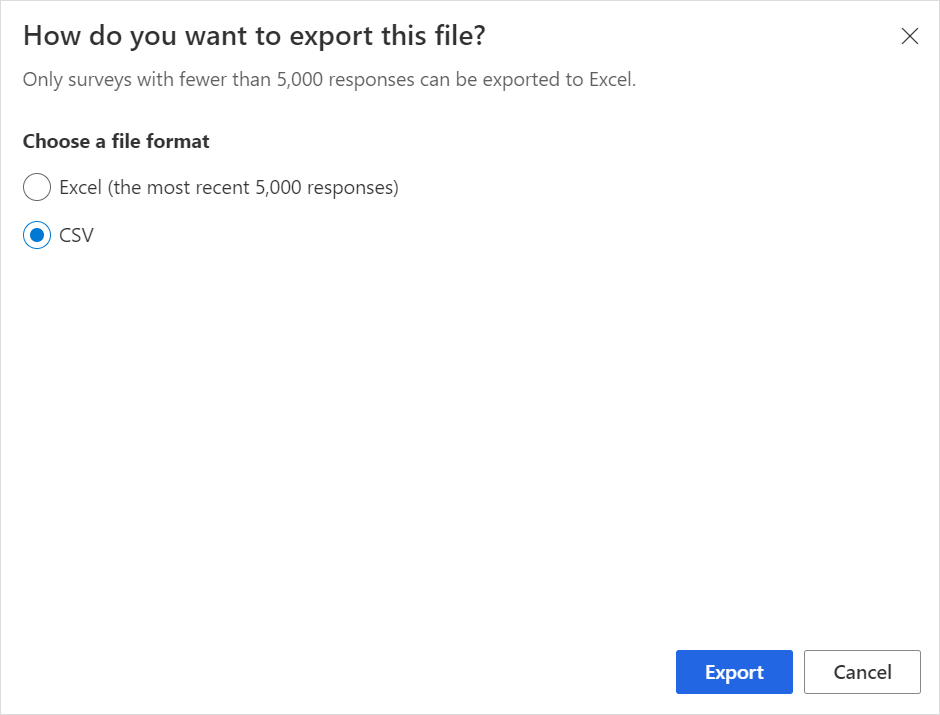 How do you want to export this file?
Only surveys with fewer than 5,000 responses can be exported to Excel.
Choose a file format
Excel (the most recent 5,000 responses)
CSV
Export
Cancel